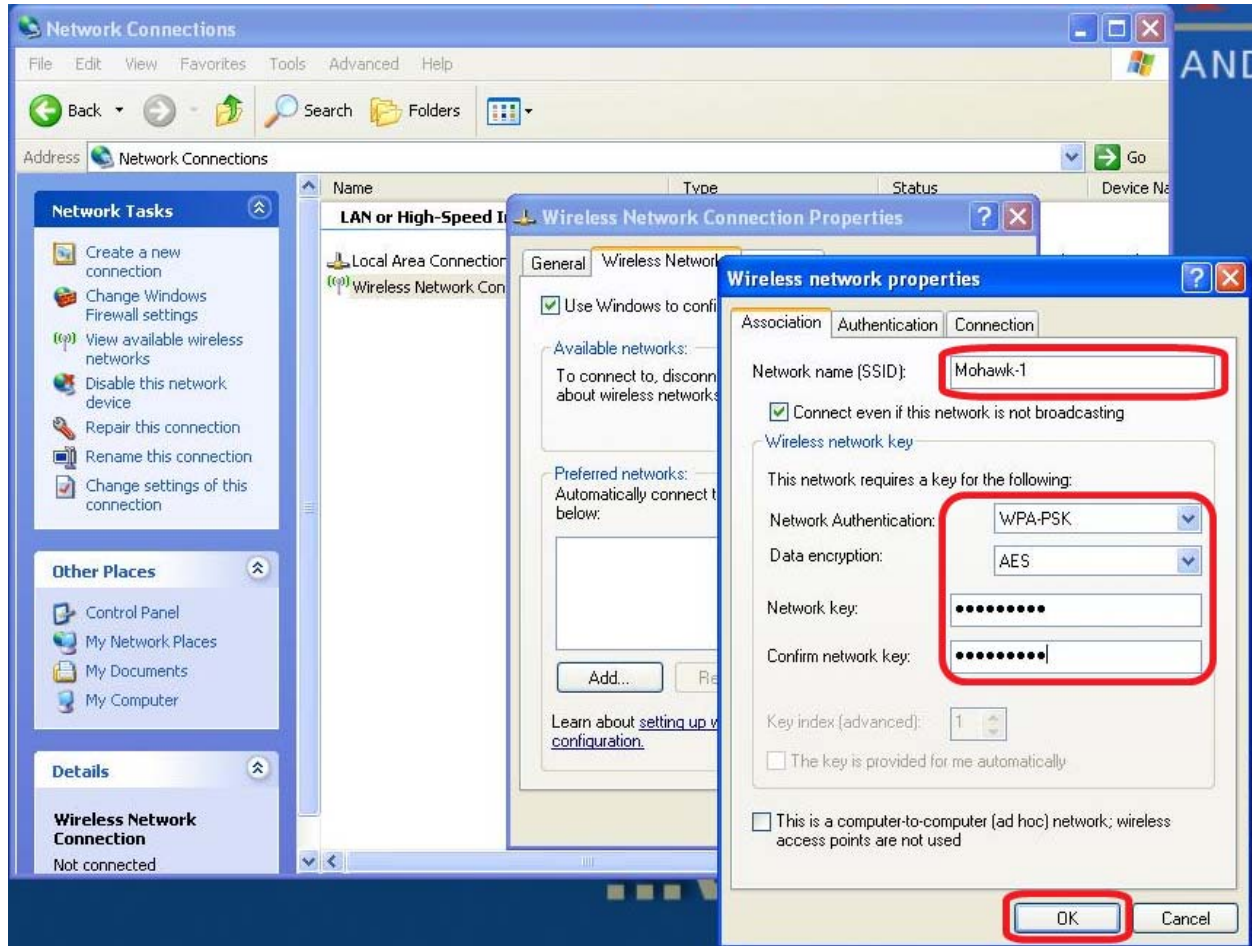 Network Connections
File Edit View Favorites Tools Advanced Help
AND
Back Search Folders
Address Network Connections Go
Name Type Status Device Na
Network Tasks
Create a new
connection
Change Windows
Firewall settings
View available wireless
networks
Disable this network
device
Repair this connection
Rename this connection
Change settings of this
connection
Other Places
Control Panel
My Network Places
My Documents
My Computer
Details
Wireless Network
Connection
Not connected
LAN or High-Speed I
Local Area Connection
Wireless Network Con
Wireless Network Connection Properties
General Wireless Network
Use Windows to confi
Available networks:
To connect to, disconn
about wireless networks
Preferred networks:
Automatically connect t
below:
Add... Re
Learn about setting up w
configuration.
Wireless network properties
Association Authentication Connection
Network name (SSID): Mohawk-1
Connect even if this network is not broadcasting
Wireless network key
This network requires a key for the following:
Network Authentication: WPA-PSK
Data encryption: AES
Network key: •••••••••
Confirm network key: •••••••••
Key index (advanced): 1
The key is provided for me automatically
This is a computer-to-computer (ad hoc) network; wireless
access points are not used
OK Cancel